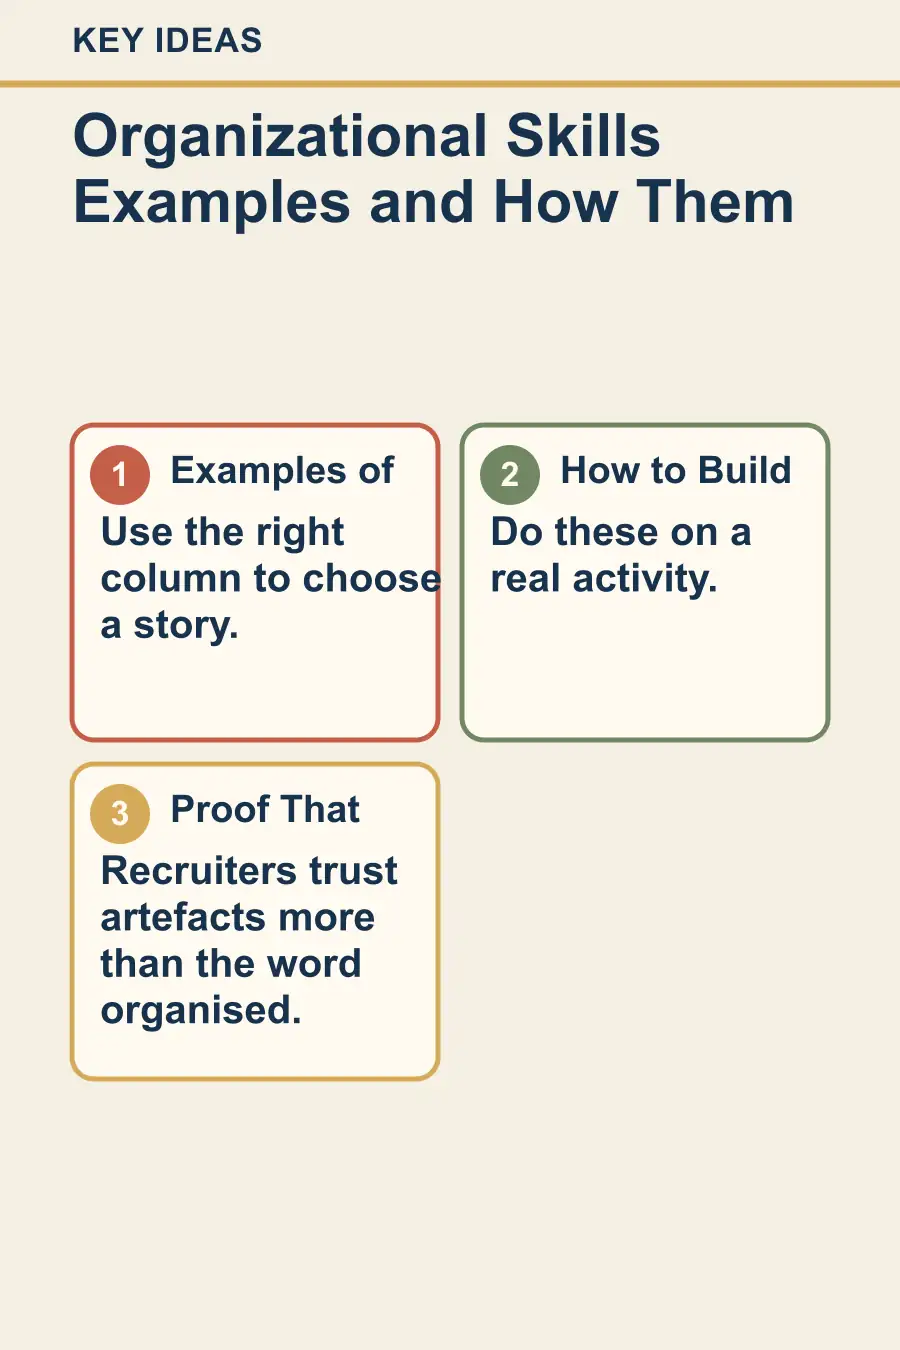 KEY IDEAS
Organizational Skills
Examples and How Them
1 Examples of
Use the right
column to choose
a story.
2 How to Build
Do these on a
real activity.
3 Proof That
Recruiters trust
artefacts more
than the word
organised.